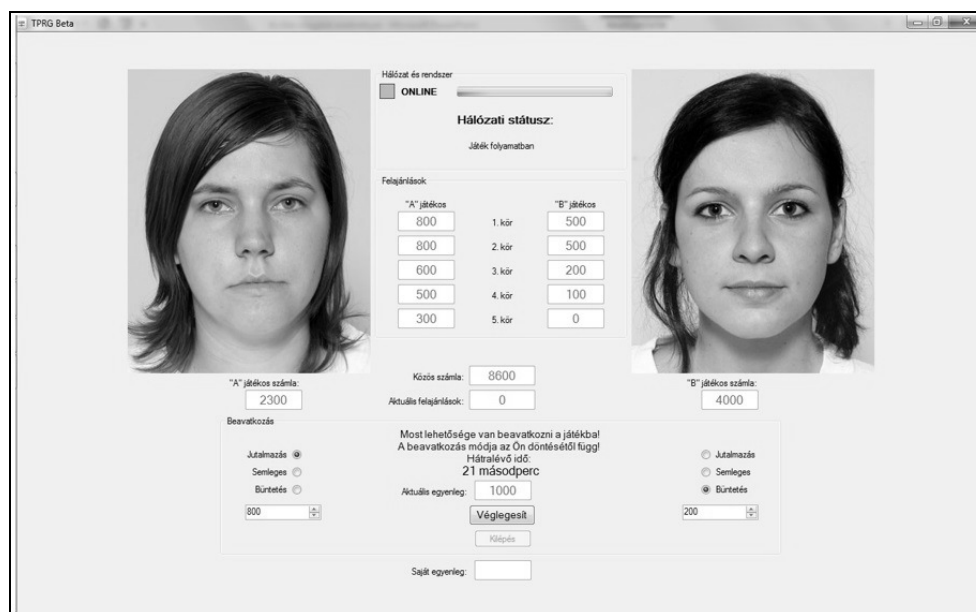 TPRG Beta
Hálózat és rendszer
ONLINE
Hálózati státusz:
Játék folyamatban
Felajánlások
"A" játékos "B" játékos
800 1. kör 500
800 2. kör 500
600 3. kör 200
500 4. kör 100
300 5. kör 0
"A" játékos számla:
2300
Közös számla: 8600
Aktuális felajánlások: 0
"B" játékos számla:
4000
Beavatkozás
Most lehetősége van beavatkozni a játékba!
A beavatkozás módja az Ön döntésétől függ!
Hátralévő idő:
21 másodperc
Jutalmazás
Semleges
Büntetés
800
Aktuális egyenleg: 1000
Véglegesít
Kilépés
Jutalmazás
Semleges
Büntetés
200
Saját egyenleg: